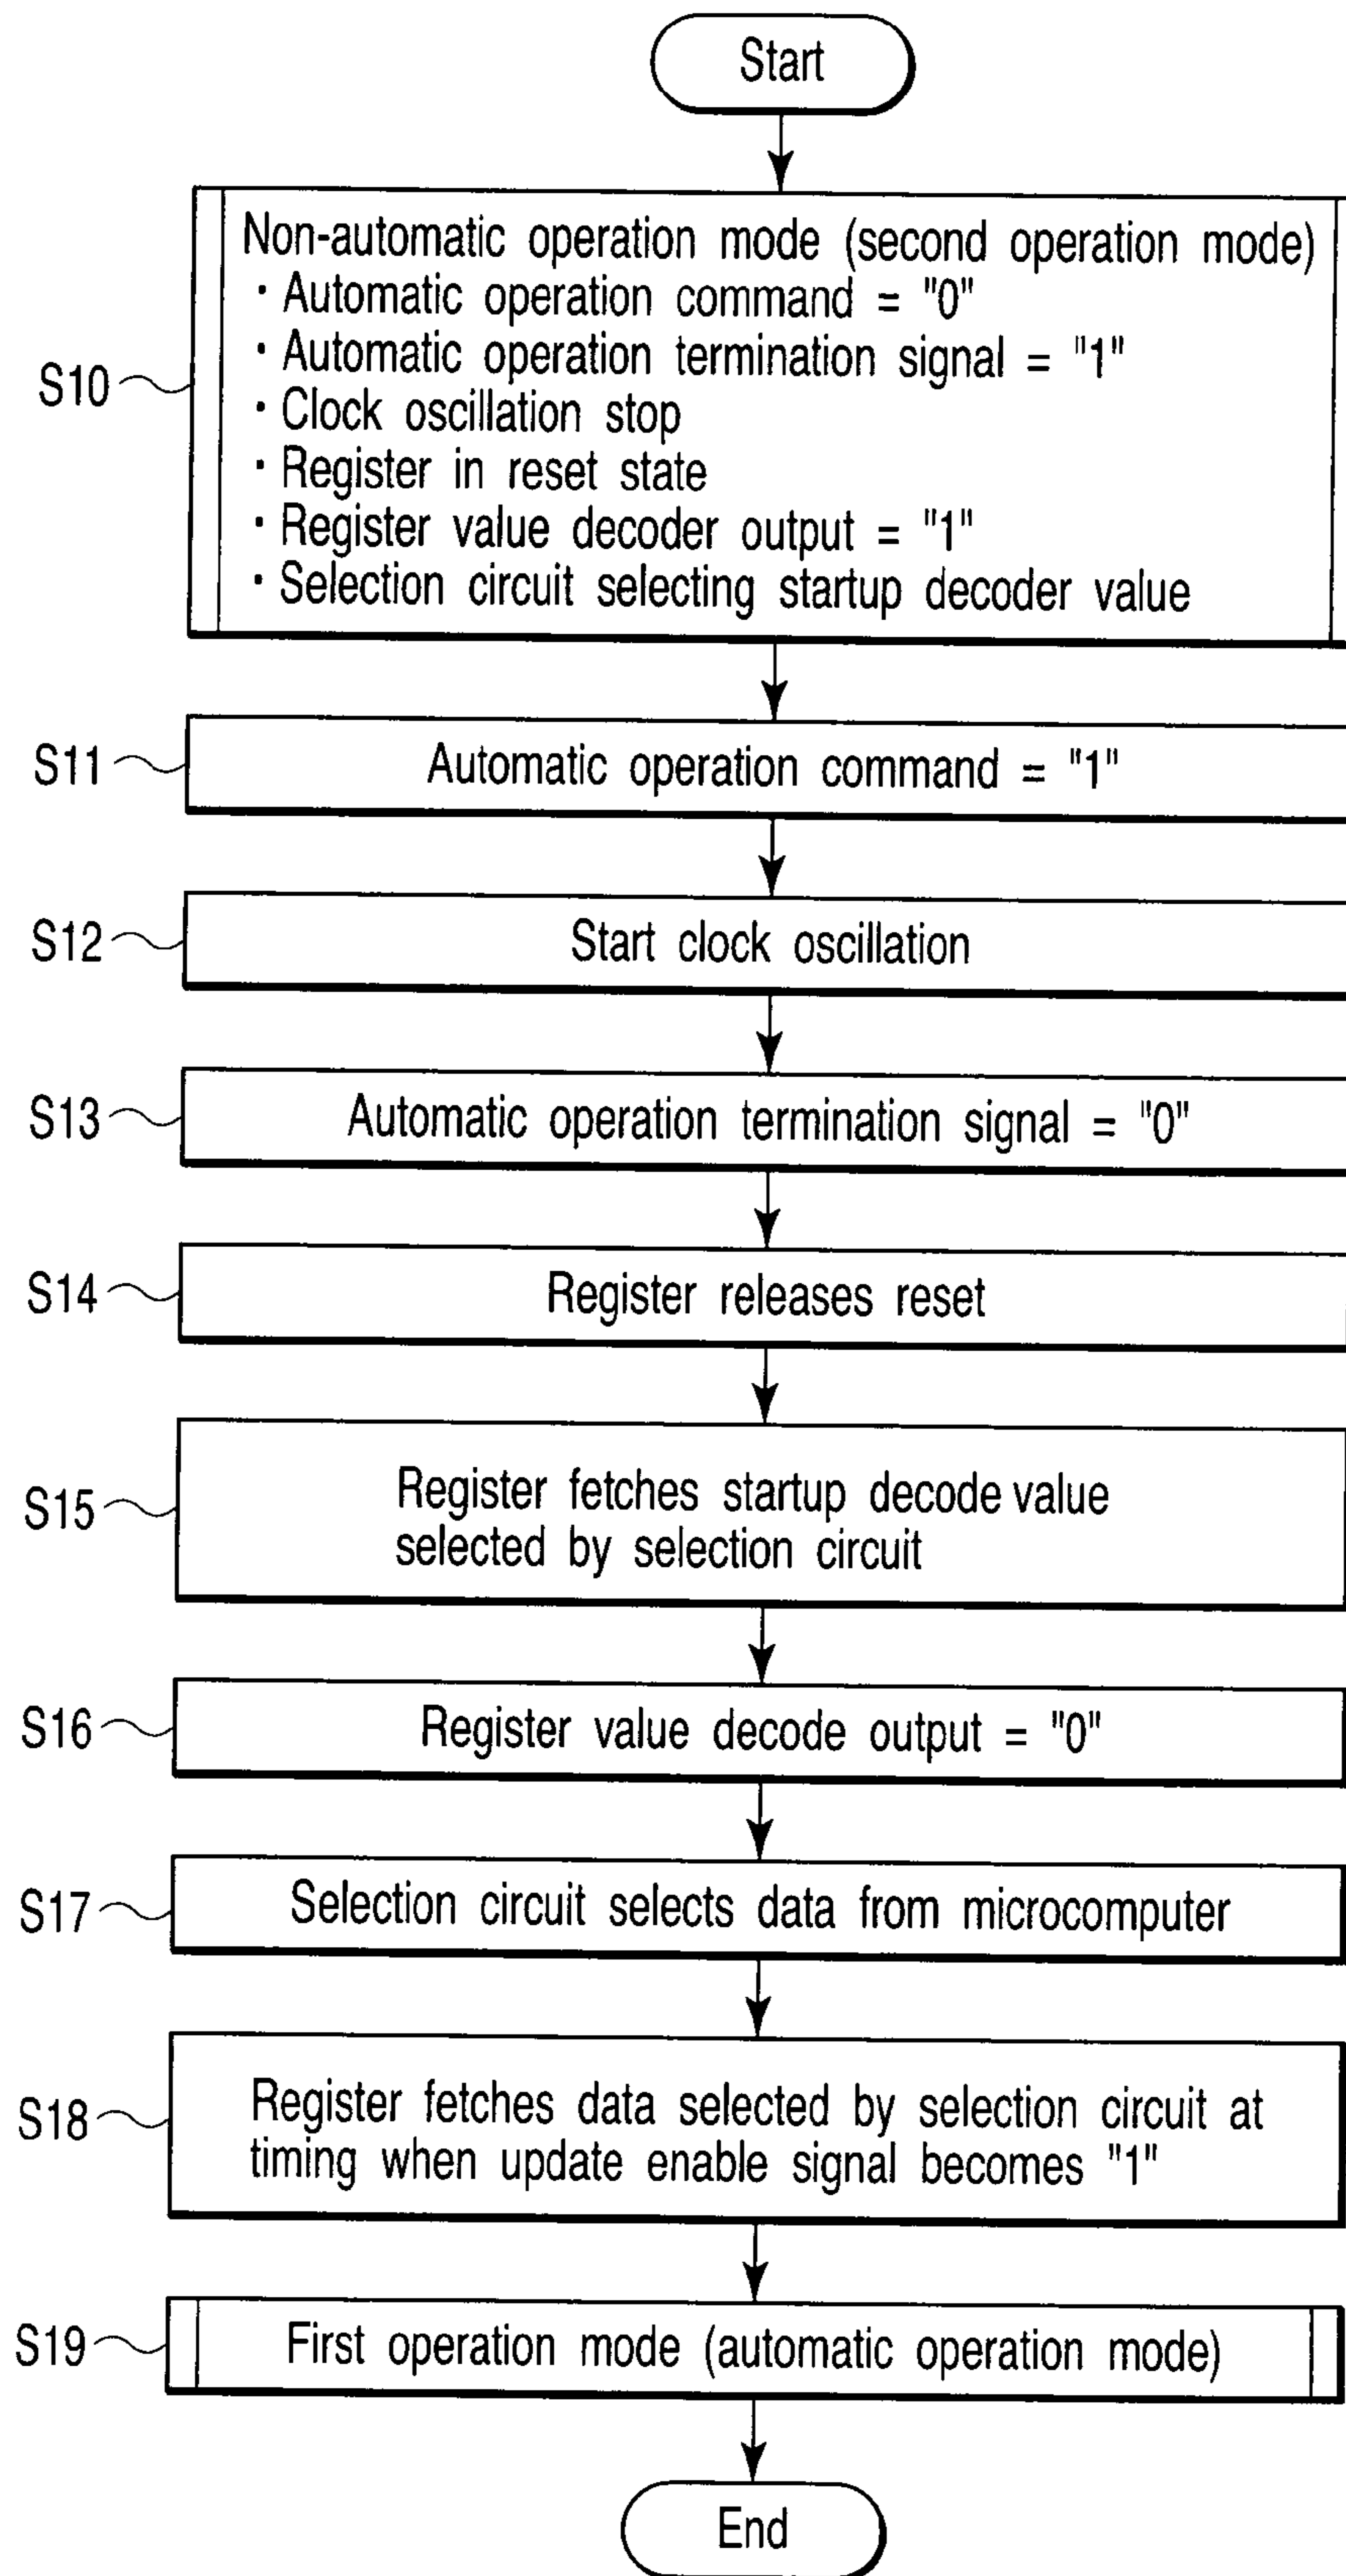 Start
Non-automatic operation mode (second operation mode)
· Automatic operation command = "0"
· Automatic operation termination signal = "1"
S10
· Clock oscillation stop
· Register in reset state
· Register value decoder output = "1"
· Selection circuit selecting startup decoder value
S11
Automatic operation command = "1"
S12
Start clock oscillation
S13
Automatic operation termination signal = "0"
S14
Register releases reset
S15
Register fetches startup decode value
selected by selection circuit
S16
Register value decode output = "0"
S17
Selection circuit selects data from microcomputer
S18
Register fetches data selected by selection circuit at
timing when update enable signal becomes "1"
S19
First operation mode (automatic operation mode)
End